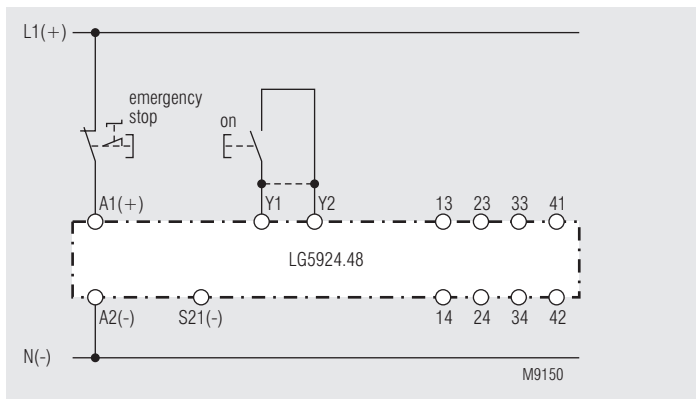 L1(+)
emergency
stop
on
A1(+)
Y1
Y2
13
23
33
41
LG5924.48
A2(-)
S21(-)
14
24
34
42
N(-)
M9150